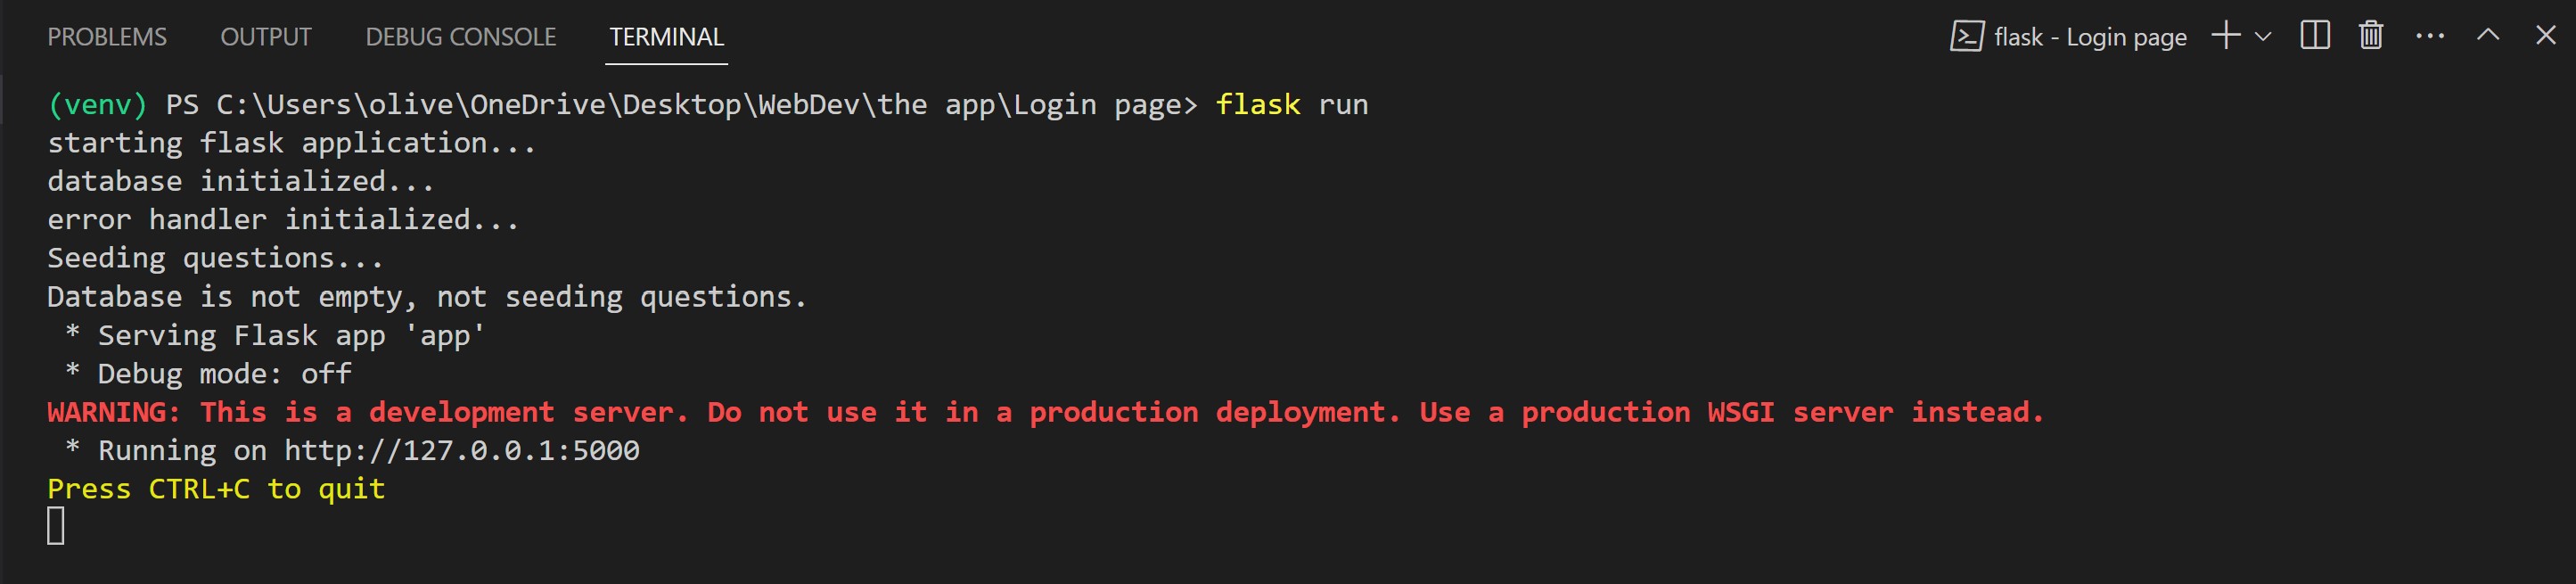 PROBLEMS OUTPUT DEBUG CONSOLE TERMINAL flask - Login page
(venv) PS C:\Users\olive\OneDrive\Desktop\WebDev\the app\Login page> flask run
starting flask application...
database initialized...
error handler initialized...
Seeding questions...
Database is not empty, not seeding questions.
 * Serving Flask app 'app'
 * Debug mode: off
WARNING: This is a development server. Do not use it in a production deployment. Use a production WSGI server instead.
 * Running on http://127.0.0.1:5000
Press CTRL+C to quit